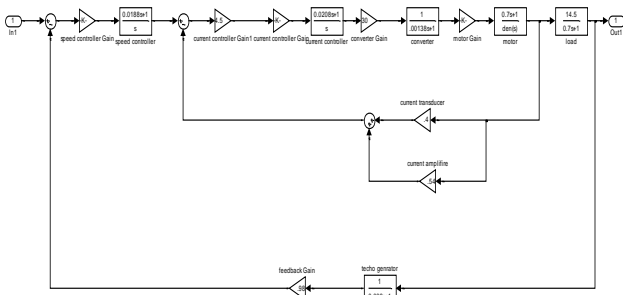 1
In1
-K-
speed controller Gain
0.0188s+1
s
speed controller
4.5
current controller Gain1
-K-
current controller Gain
0.0208s+1
s
current controller
30
converter Gain
1
.00138s+1
converter
-K-
motor Gain
0.7s+1
den(s)
motor
14.5
0.7s+1
load
1
Out1
current transducer
.4
current amplifire
.54
feedback Gain
.98
techo genrator
1